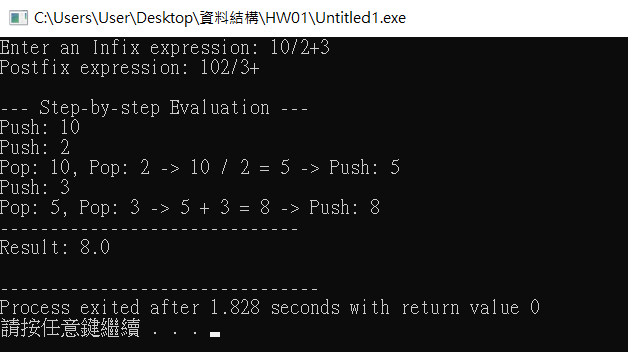 C:\Users\User\Desktop\資料結構\HW01\Untitled1.exe
Enter an Infix expression: 10/2+3
Postfix expression: 102/3+
--- Step-by-step Evaluation ---
Push: 10
Push: 2
Pop: 10, Pop: 2 -> 10 / 2 = 5 -> Push: 5
Push: 3
Pop: 5, Pop: 3 -> 5 + 3 = 8 -> Push: 8
------------------------------
Result: 8.0
--------------------------------
Process exited after 1.828 seconds with return value 0
請按任意鍵繼續 . . .